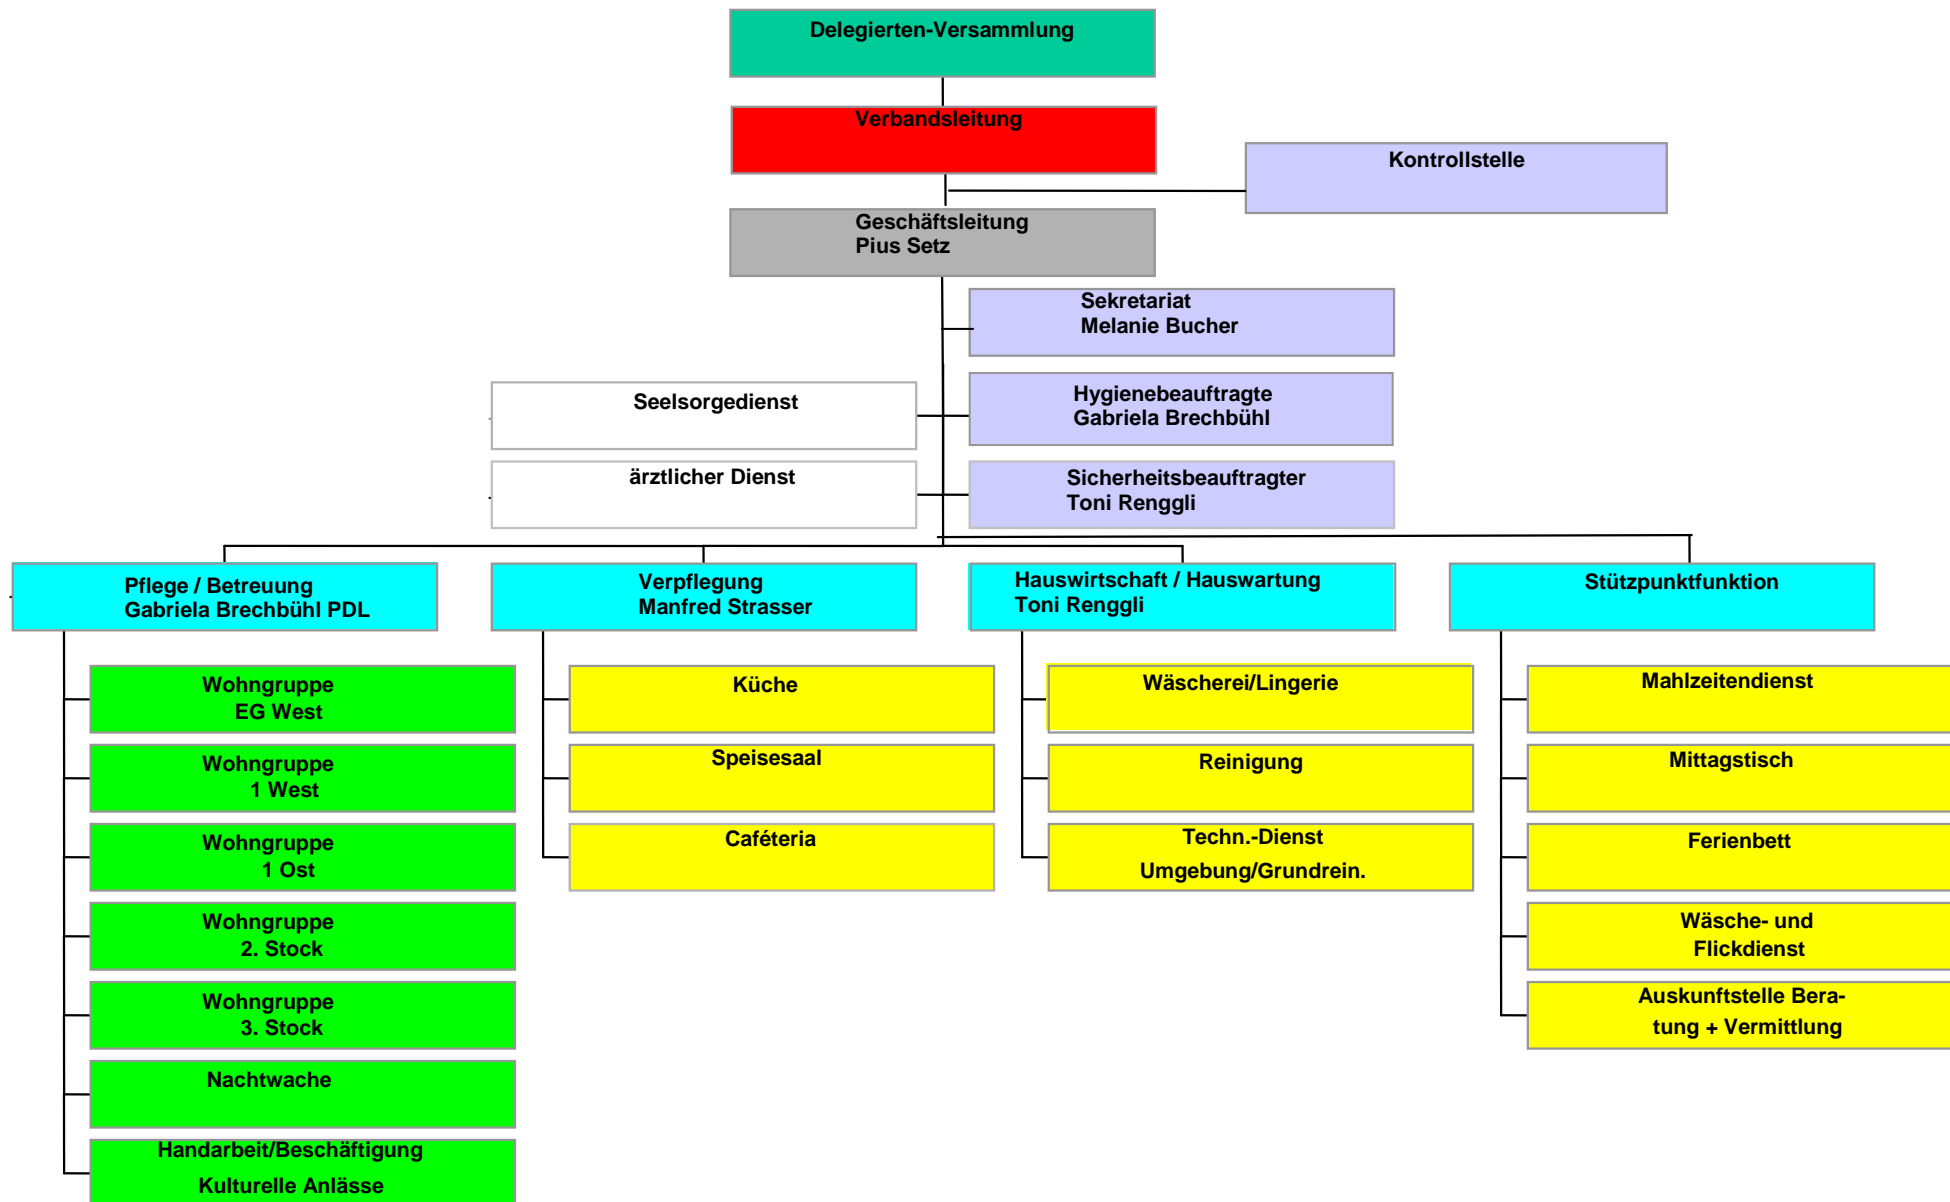 Delegierten-Versammlung
Verbandsleitung
Kontrollstelle
Geschäftsleitung
Pius Setz
Sekretariat
Melanie Bucher
Seelsorgedienst
Hygienebeauftragte
Gabriela Brechbühl
ärztlicher Dienst
Sicherheitsbeauftragter
Toni Renggli
Pflege / Betreuung
Gabriela Brechbühl PDL
Verpflegung
Manfred Strasser
Hauswirtschaft / Hauswartung
Toni Renggli
Stützpunktfunktion
Wohngruppe
EG West
Wohngruppe
1 West
Wohngruppe
1 Ost
Wohngruppe
2. Stock
Wohngruppe
3. Stock
Nachtwache
Handarbeit/Beschäftigung
Kulturelle Anlässe
Küche
Speisesaal
Caféteria
Wäscherei/Lingerie
Reinigung
Techn.-Dienst
Umgebung/Grundrein.
Mahlzeitendienst
Mittagstisch
Ferienbett
Wäsche- und
Flickdienst
Auskunftstelle Bera-
tung + Vermittlung